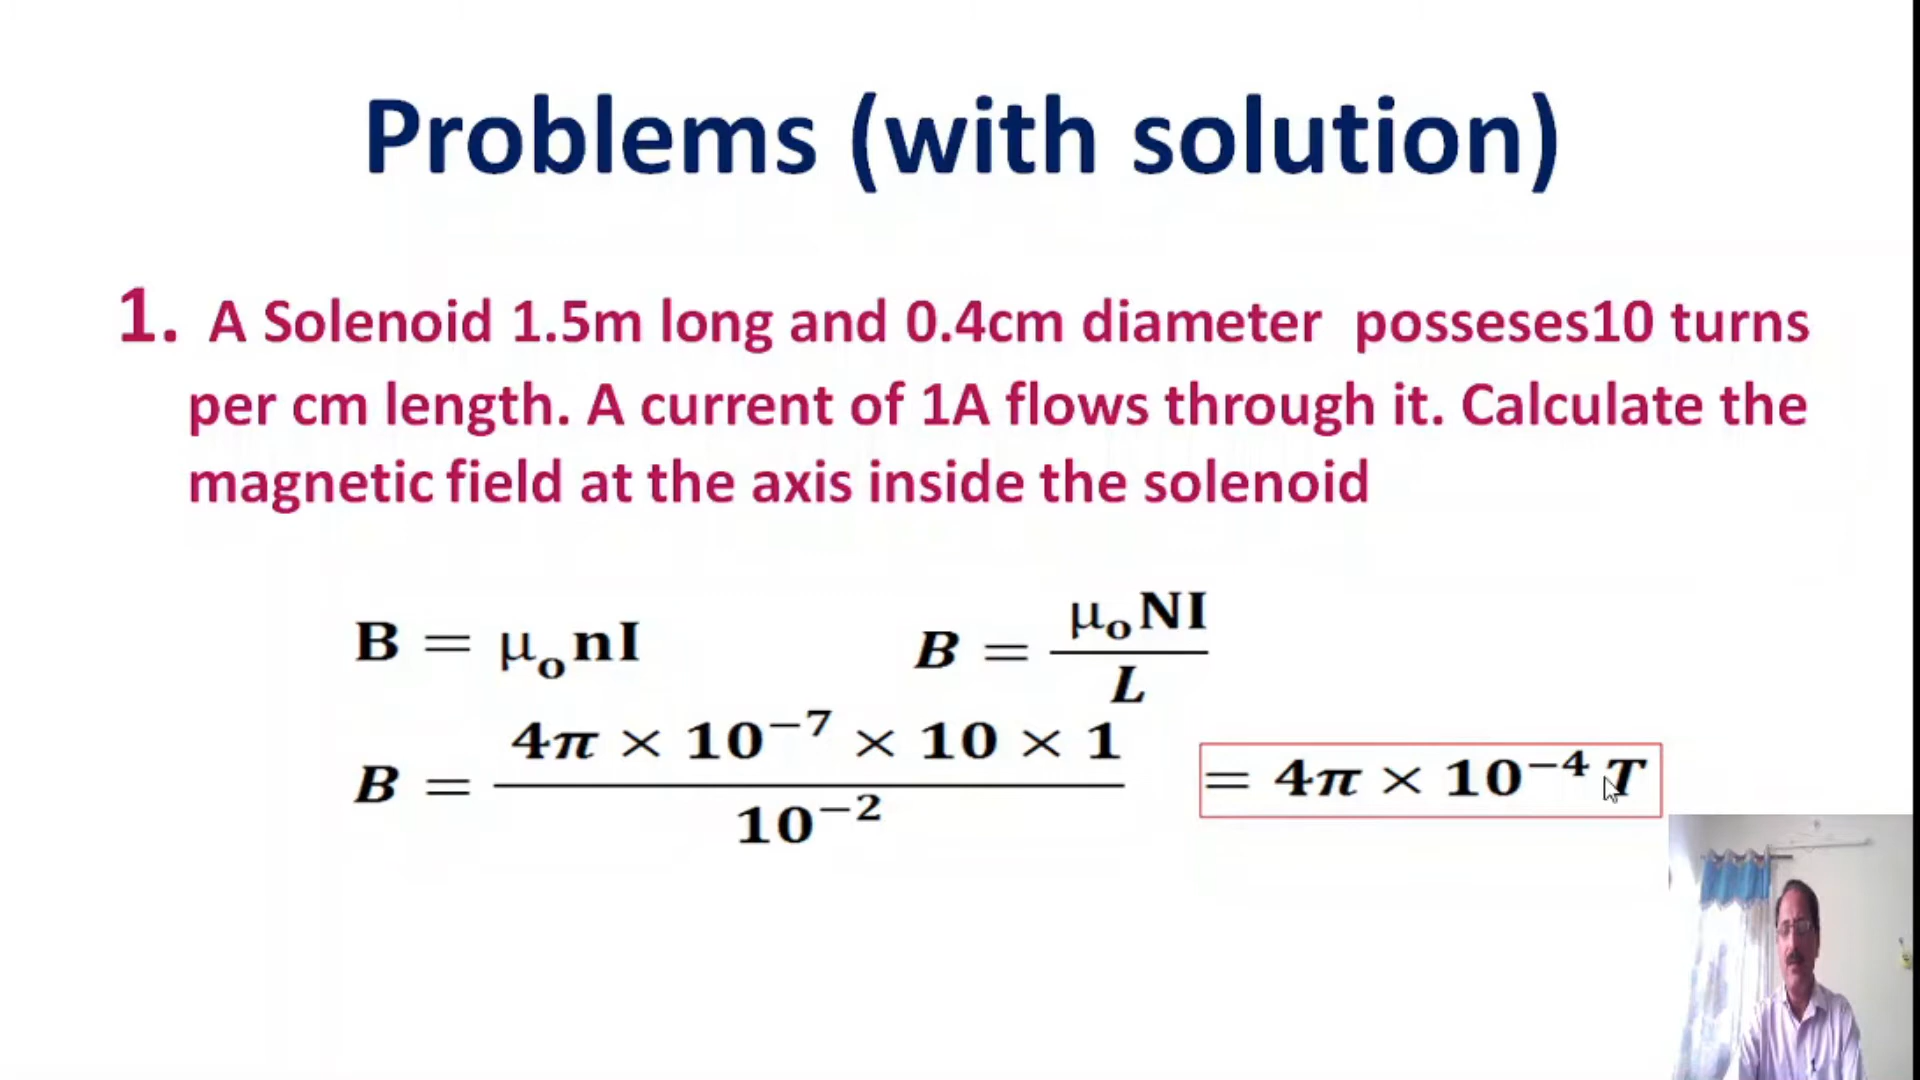 Problems (with solution)
1. A Solenoid 1.5m long and 0.4cm diameter posseses10 turns
per cm length. A current of 1A flows through it. Calculate the
magnetic field at the axis inside the solenoid
B = μ₀nI
B = μ₀NI / L
B = 4π × 10⁻⁷ × 10 × 1 / 10⁻² = 4π × 10⁻⁴ T